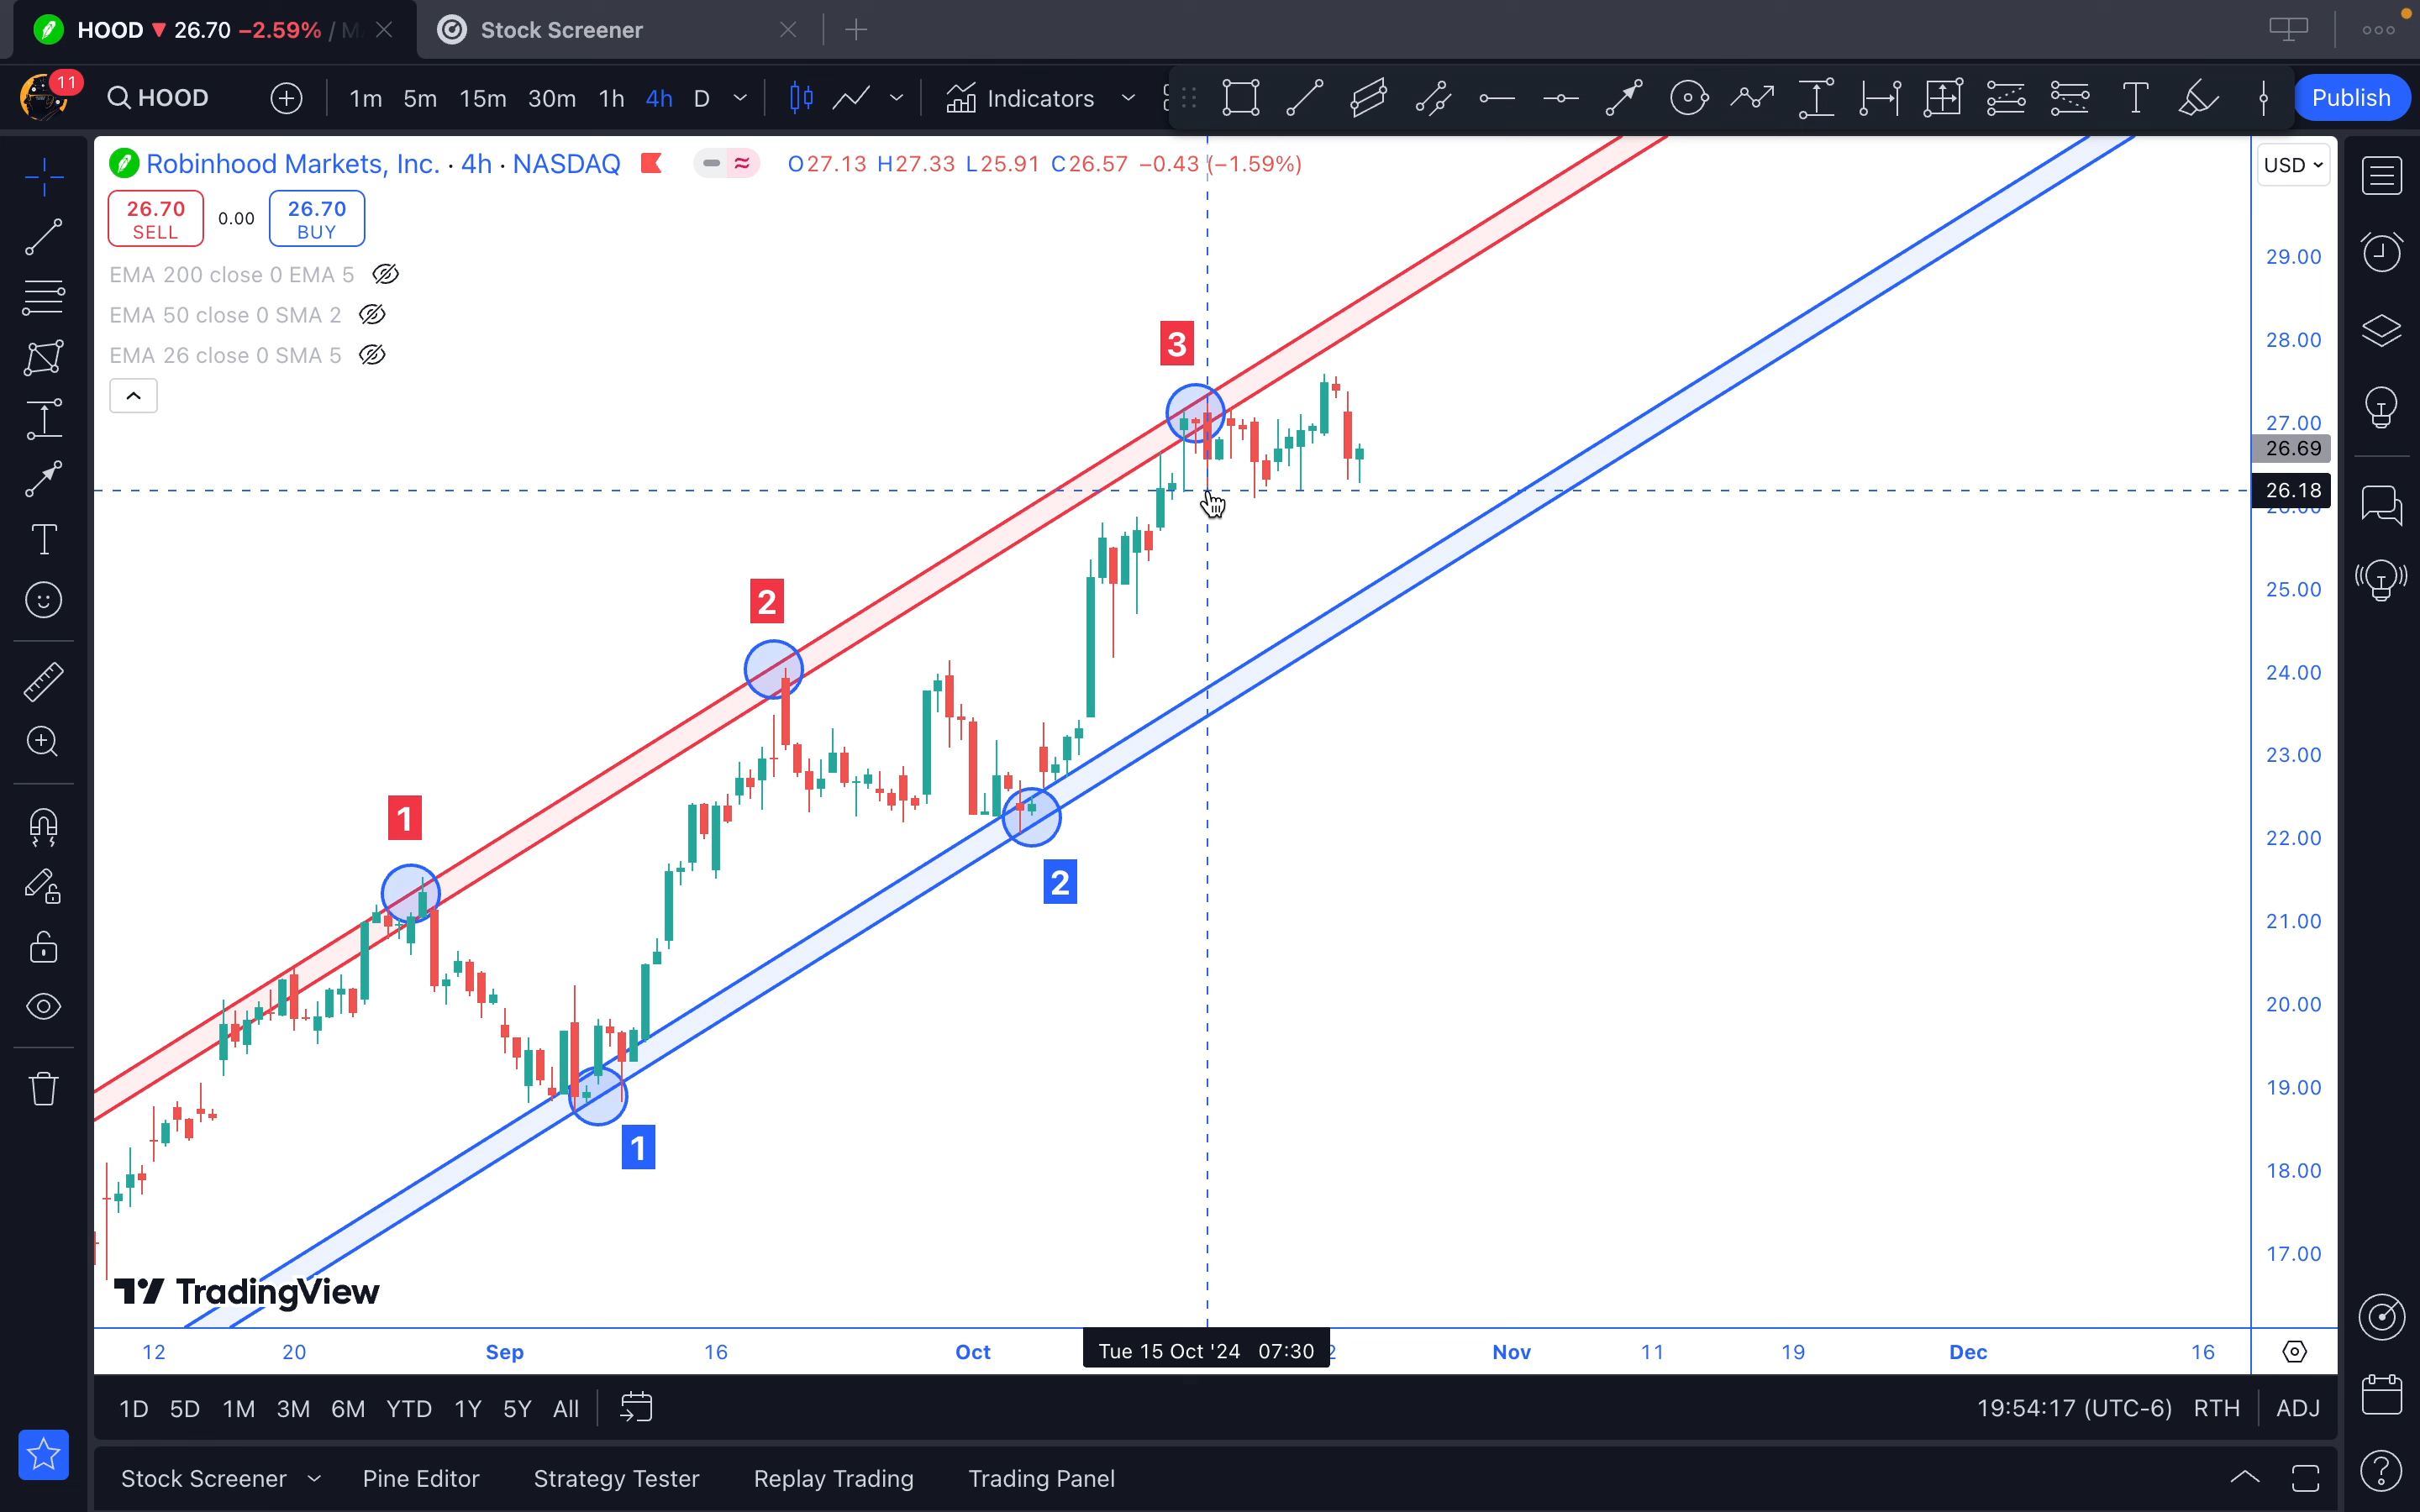 HOOD ▼ 26.70 −2.59% / M
Stock Screener
11
HOOD
1m 5m 15m 30m 1h 4h D
Indicators
Publish
Robinhood Markets, Inc. · 4h · NASDAQ
O27.13 H27.33 L25.91 C26.57 −0.43 (−1.59%)
USD
26.70
SELL
0.00
26.70
BUY
EMA 200 close 0 EMA 5
EMA 50 close 0 SMA 2
EMA 26 close 0 SMA 5
29.00
28.00
27.00
26.69
26.18
25.00
24.00
23.00
22.00
21.00
20.00
19.00
18.00
17.00
3
2
1
2
1
TradingView
12 20 Sep 16 Oct Tue 15 Oct '24 07:30 2 Nov 11 19 Dec 16
1D 5D 1M 3M 6M YTD 1Y 5Y All
19:54:17 (UTC-6) RTH ADJ
Stock Screener Pine Editor Strategy Tester Replay Trading Trading Panel